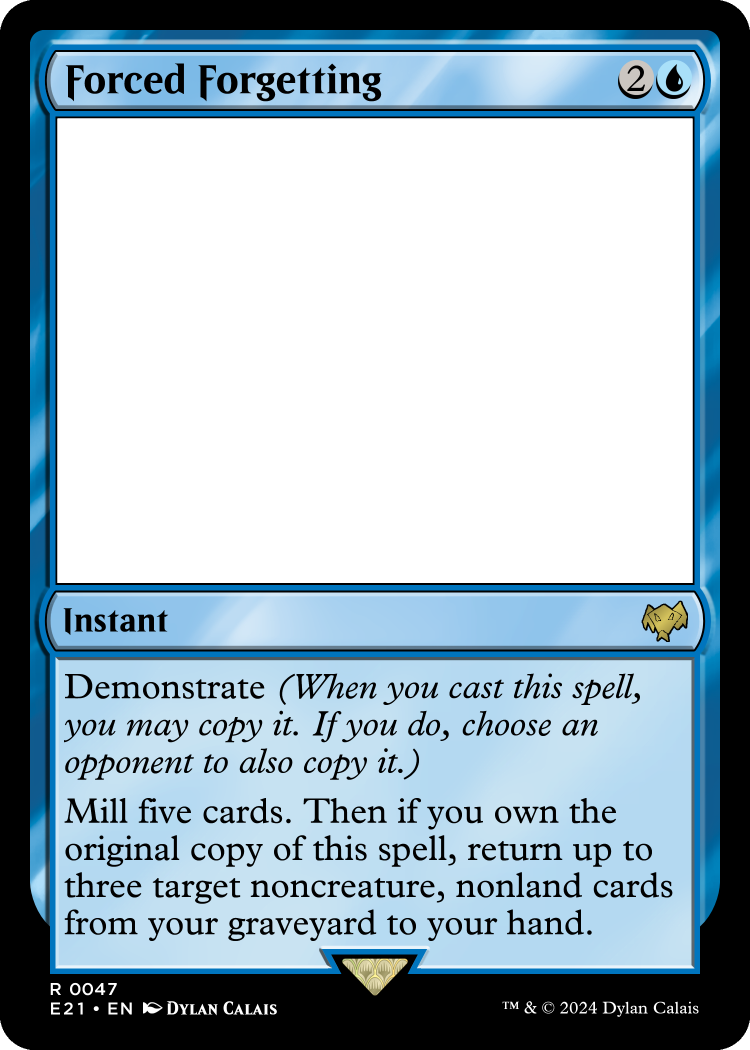 Forced Forgetting 2
Instant
Demonstrate (When you cast this spell,
you may copy it. If you do, choose an
opponent to also copy it.)
Mill five cards. Then if you own the
original copy of this spell, return up to
three target noncreature, nonland cards
from your graveyard to your hand.
R 0047
E21 • EN Dylan Calais ™ & © 2024 Dylan Calais